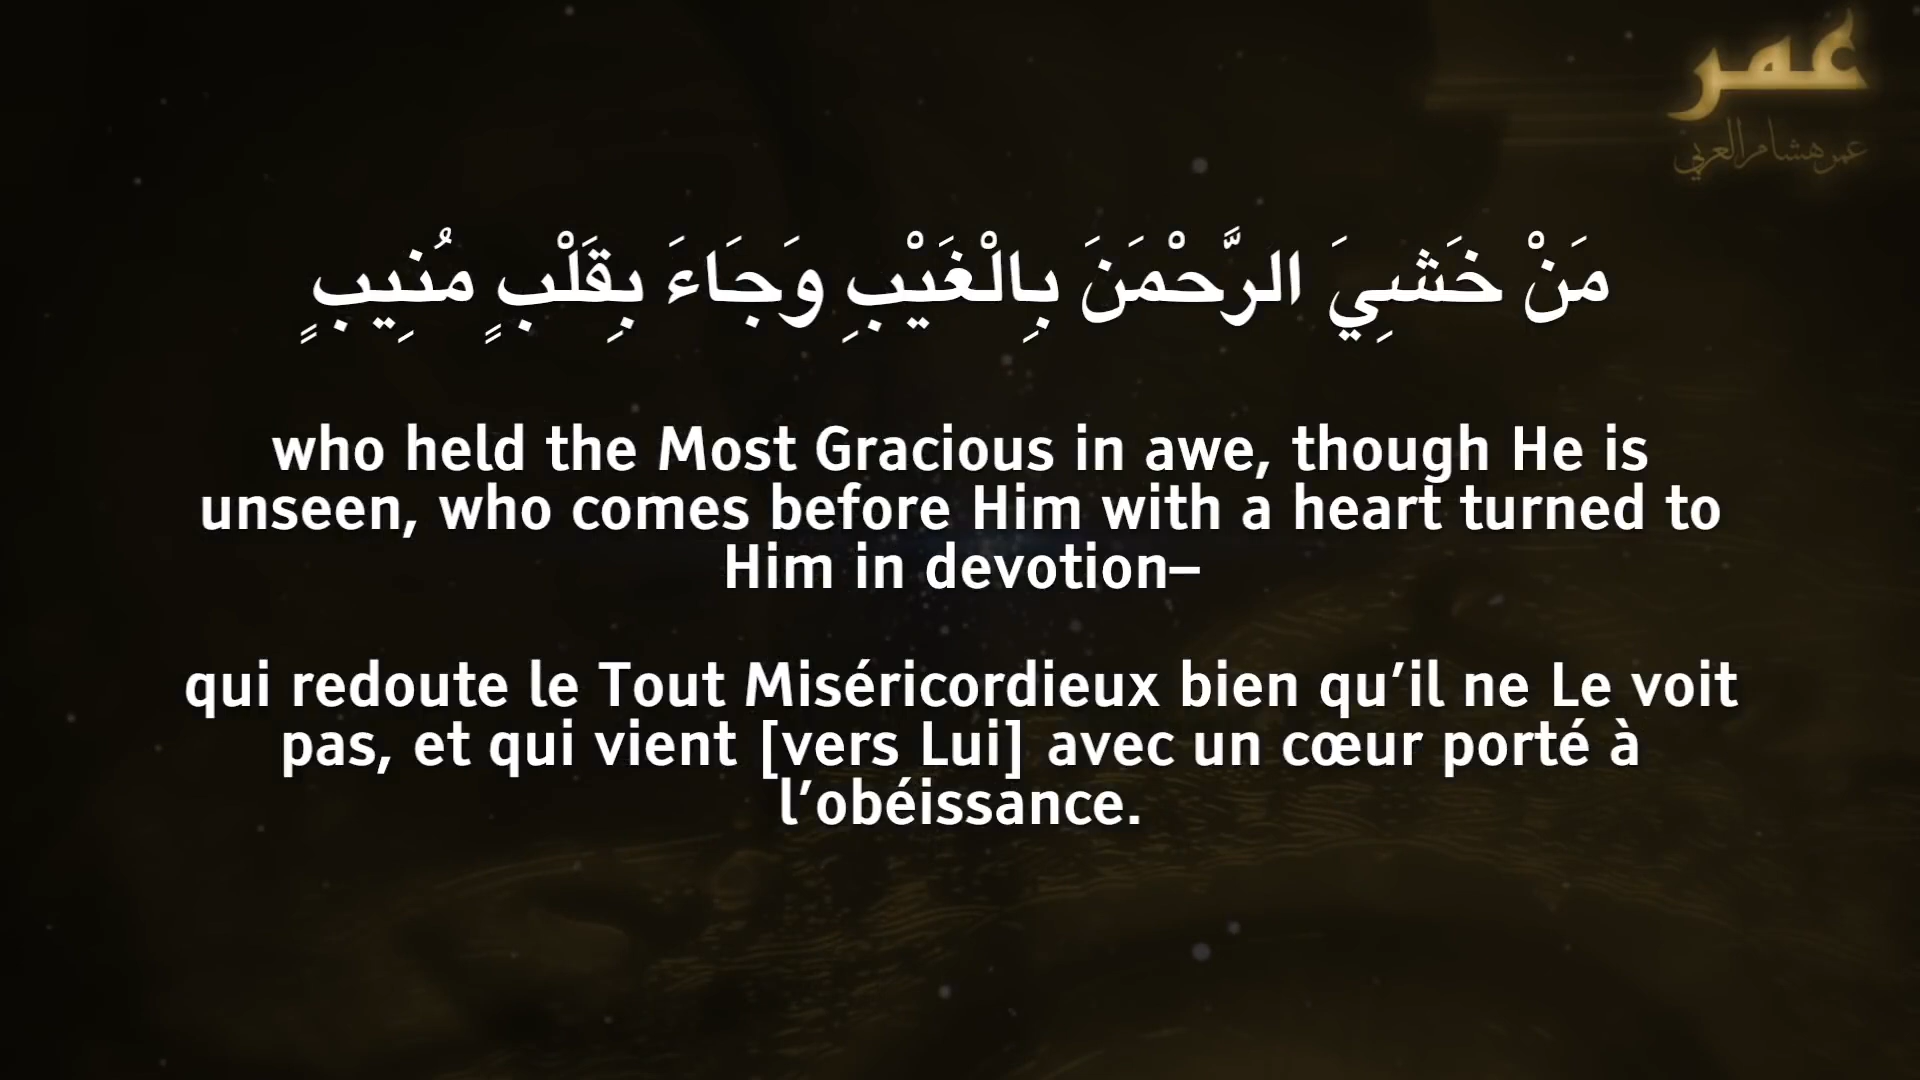 عمر
عمر هشام العربي
مَنْ خَشِيَ الرَّحْمَنَ بِالْغَيْبِ وَجَاءَ بِقَلْبٍ مُنِيبٍ
who held the Most Gracious in awe, though He is
unseen, who comes before Him with a heart turned to
Him in devotion–
qui redoute le Tout Miséricordieux bien qu’il ne Le voit
pas, et qui vient [vers Lui] avec un cœur porté à
l’obéissance.